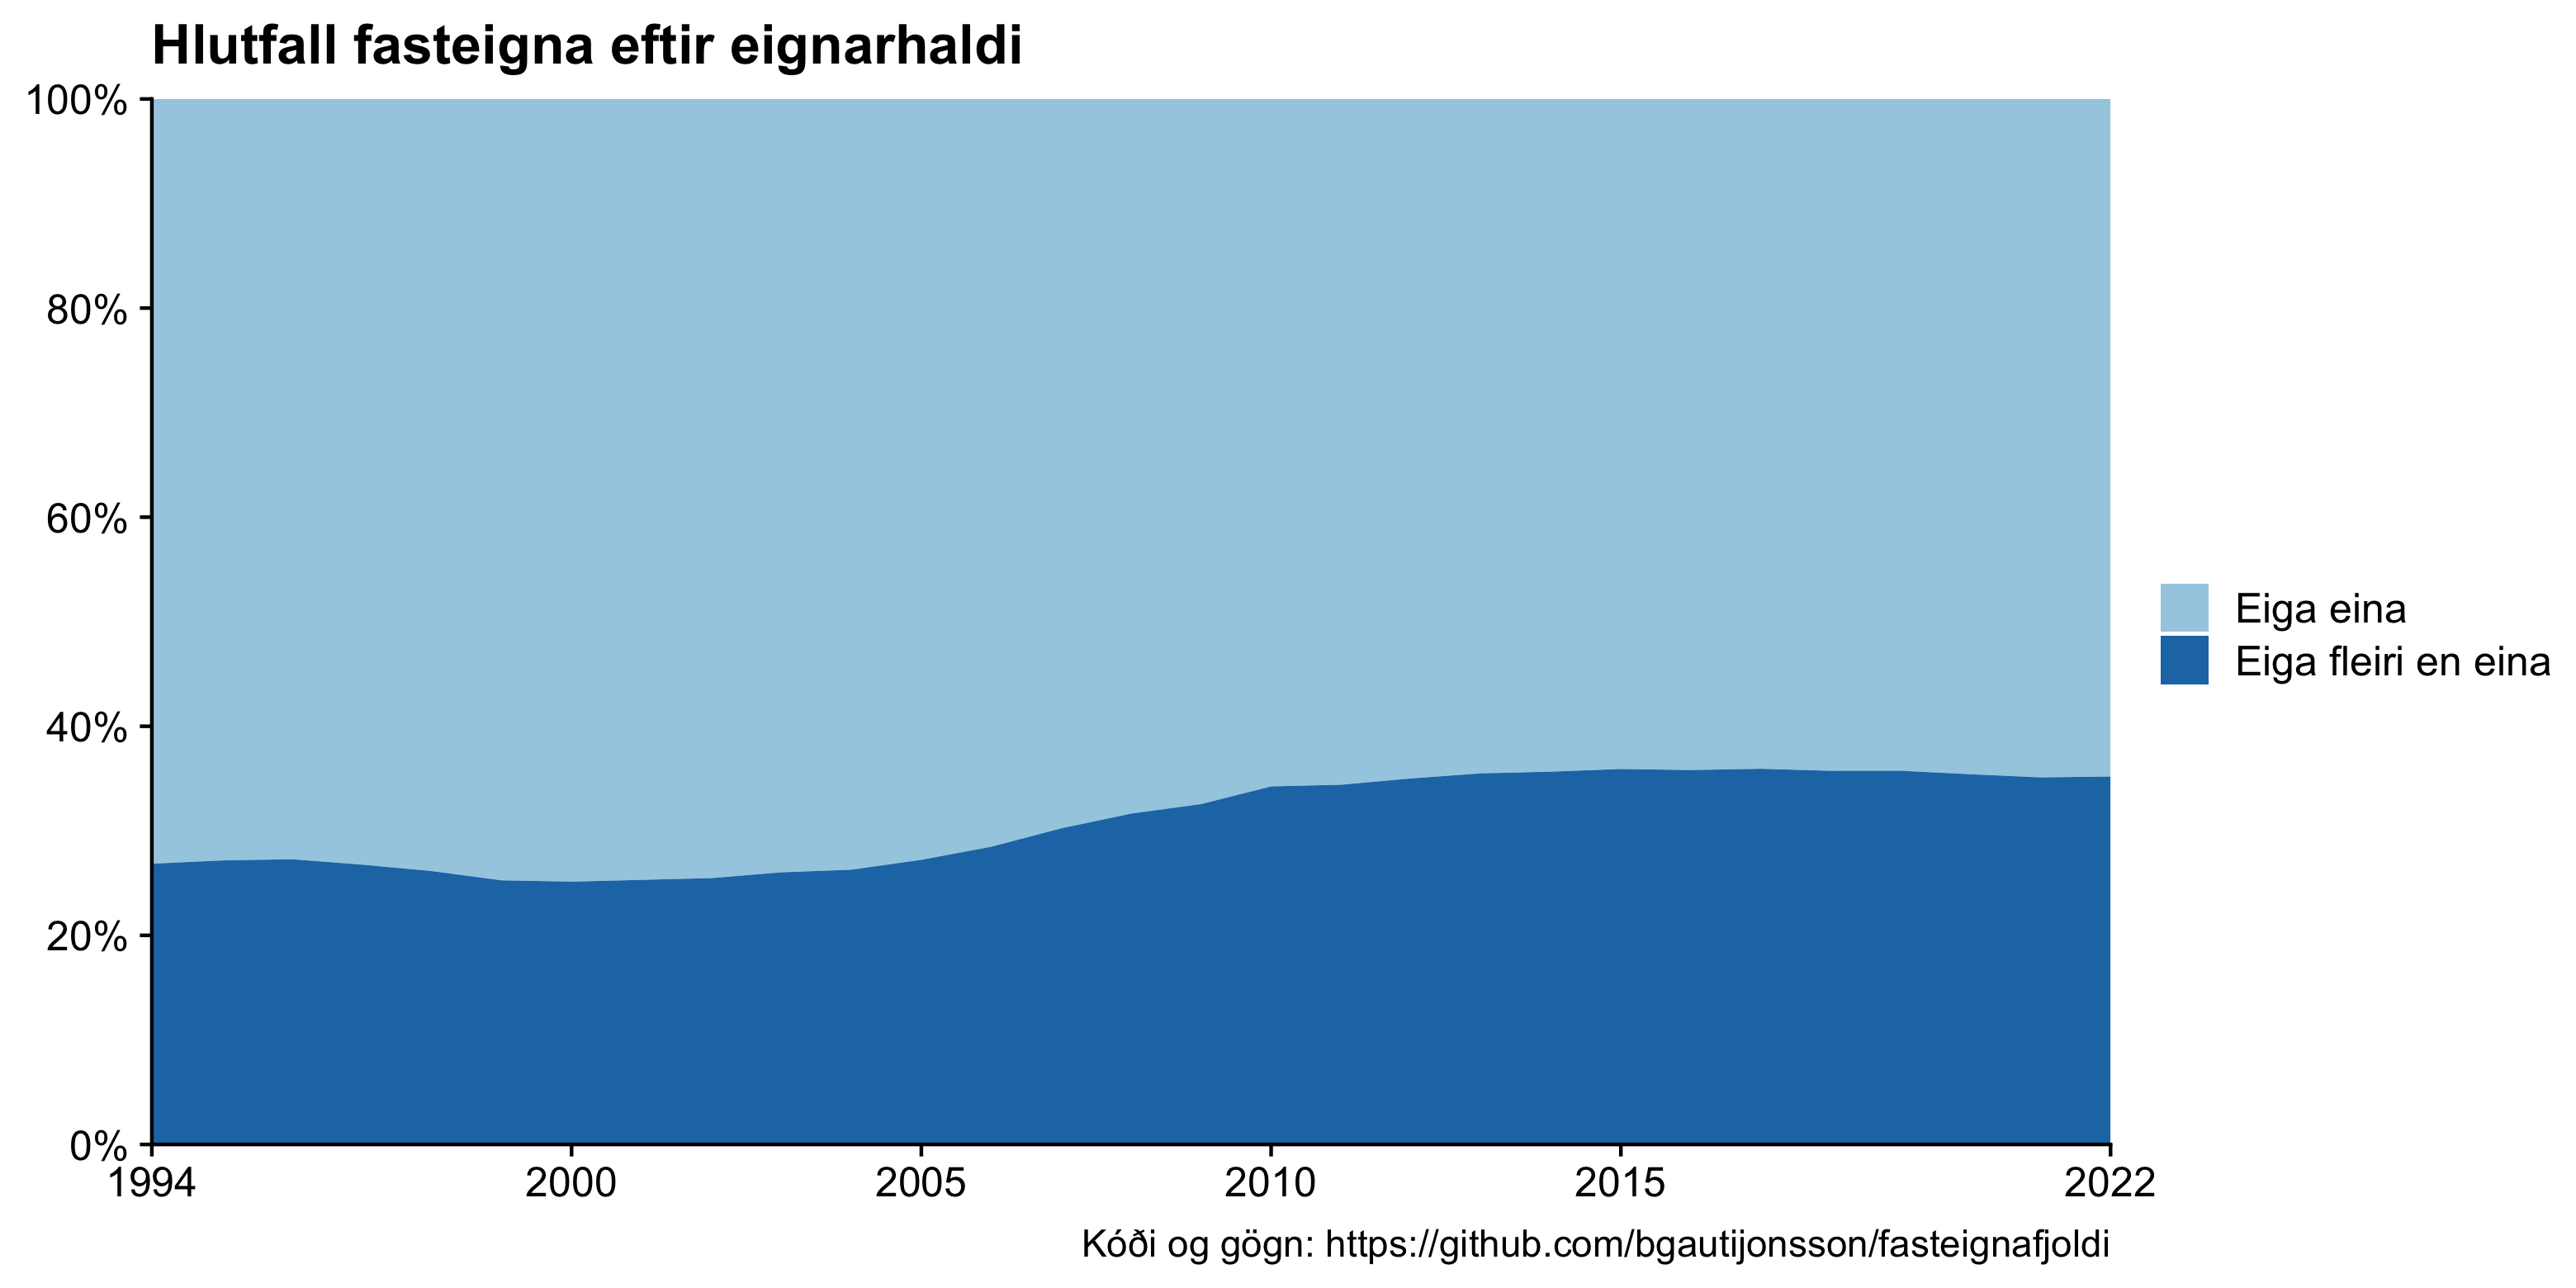 Hlutfall fasteigna eftir eignarhaldi
100%
80%
60%
40%
20%
0%
1994 2000 2005 2010 2015 2022
Eiga eina
Eiga fleiri en eina
Kóði og gögn: https://github.com/bgautijonsson/fasteignafjoldi